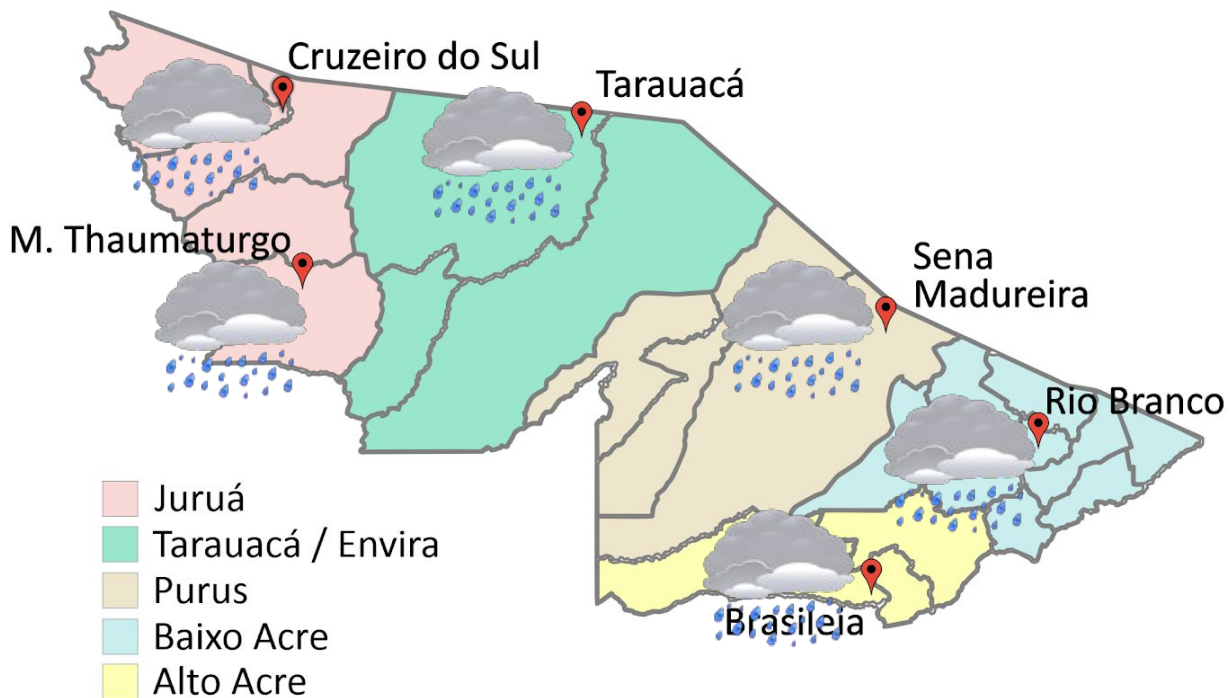 Cruzeiro do Sul
Tarauacá
M. Thaumaturgo
Sena
Madureira
Rio Branco
Brasileia
Juruá
Tarauacá / Envira
Purus
Baixo Acre
Alto Acre